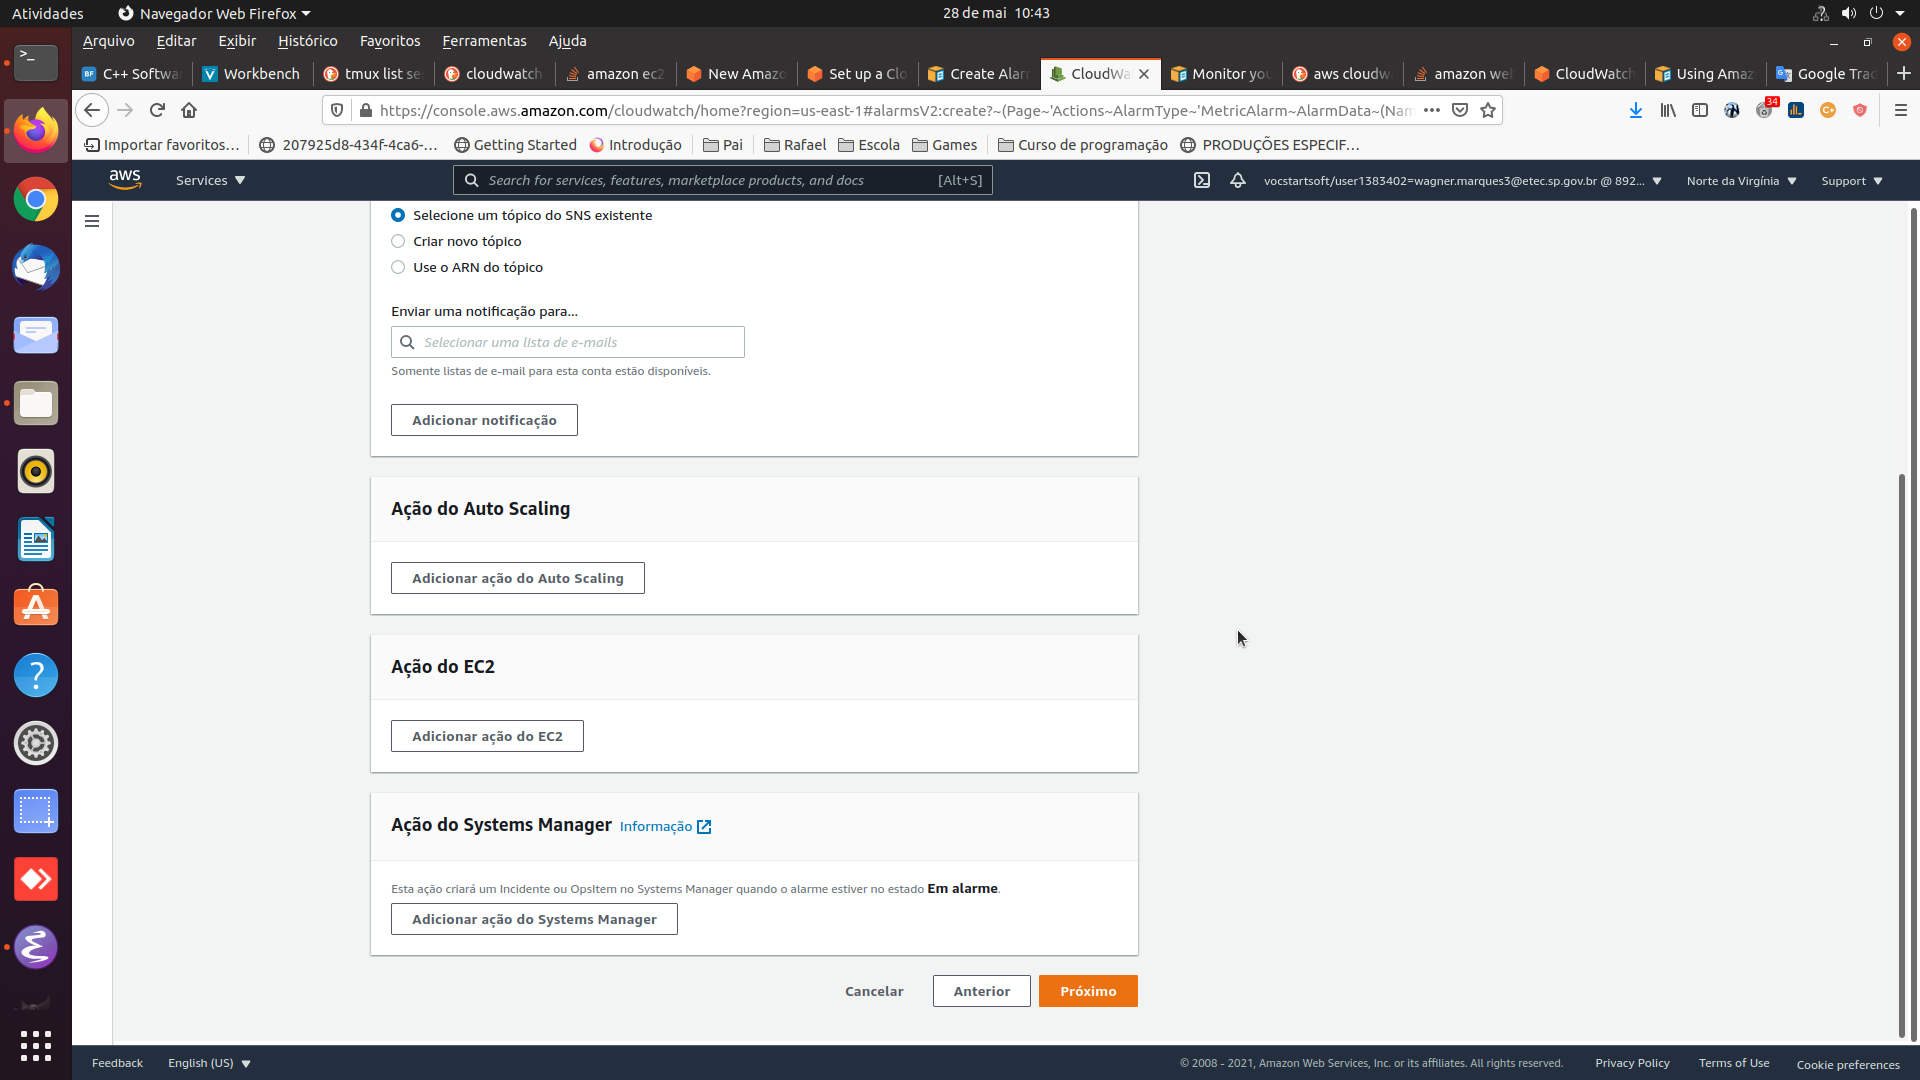 Atividades
Navegador Web Firefox
28 de mai 10:43
Arquivo Editar Exibir Histórico Favoritos Ferramentas Ajuda
C++ Softwa
Workbench
tmux list se
cloudwatch
amazon ec2
New Amazo
Set up a Clo
Create Alar
CloudWa
Monitor you
aws cloudw
amazon we
CloudWatch
Using Amaz
Google Trad
https://console.aws.amazon.com/cloudwatch/home?region=us-east-1#alarmsV2:create?~(Page~'Actions~AlarmType~'MetricAlarm~AlarmData~(Nam
34
Importar favoritos...
207925d8-434f-4ca6-...
Getting Started
Introdução
Pai
Rafael
Escola
Games
Curso de programação
PRODUÇÕES ESPECIF...
aws
Services
Search for services, features, marketplace products, and docs
[Alt+S]
vocstartsoft/user1383402=wagner.marques3@etec.sp.gov.br @ 892...
Norte da Virgínia
Support
Selecione um tópico do SNS existente
Criar novo tópico
Use o ARN do tópico
Enviar uma notificação para...
Selecionar uma lista de e-mails
Somente listas de e-mail para esta conta estão disponíveis.
Adicionar notificação
Ação do Auto Scaling
Adicionar ação do Auto Scaling
Ação do EC2
Adicionar ação do EC2
Ação do Systems Manager Informação
Esta ação criará um Incidente ou OpsItem no Systems Manager quando o alarme estiver no estado Em alarme.
Adicionar ação do Systems Manager
Cancelar
Anterior
Próximo
Feedback
English (US)
© 2008 - 2021, Amazon Web Services, Inc. or its affiliates. All rights reserved.
Privacy Policy
Terms of Use
Cookie preferences